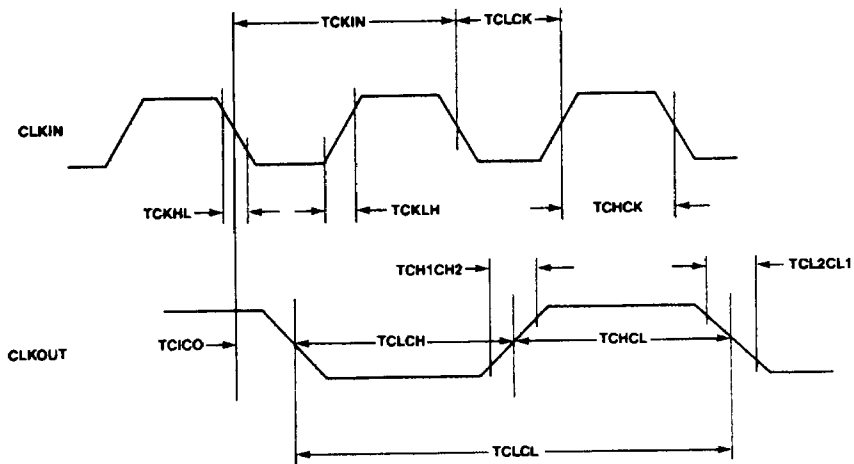 TCKIN
TCLCK
CLKIN
TCKHL
TCKLH
TCHCK
TCH1CH2
TCL2CL1
CLKOUT
TCICO
TCLCH
TCHCL
TCLCL